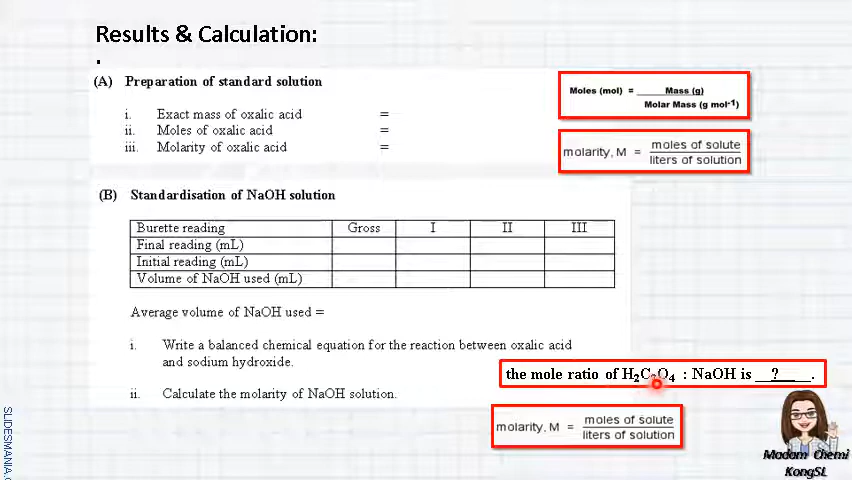 Results & Calculation:
.
(A) Preparation of standard solution
i. Exact mass of oxalic acid =
ii. Moles of oxalic acid =
iii. Molarity of oxalic acid =
Moles (mol) = Mass (g)
Molar Mass (g mol-1)
molarity, M = moles of solute
liters of solution
(B) Standardisation of NaOH solution
Burette reading Gross I II III
Final reading (mL)
Initial reading (mL)
Volume of NaOH used (mL)
Average volume of NaOH used =
i. Write a balanced chemical equation for the reaction between oxalic acid
and sodium hydroxide.
the mole ratio of H₂C₂O₄ : NaOH is __?__.
ii. Calculate the molarity of NaOH solution.
molarity, M = moles of solute
liters of solution
SLIDESMANIA.C
Madam Chemi
KongSL